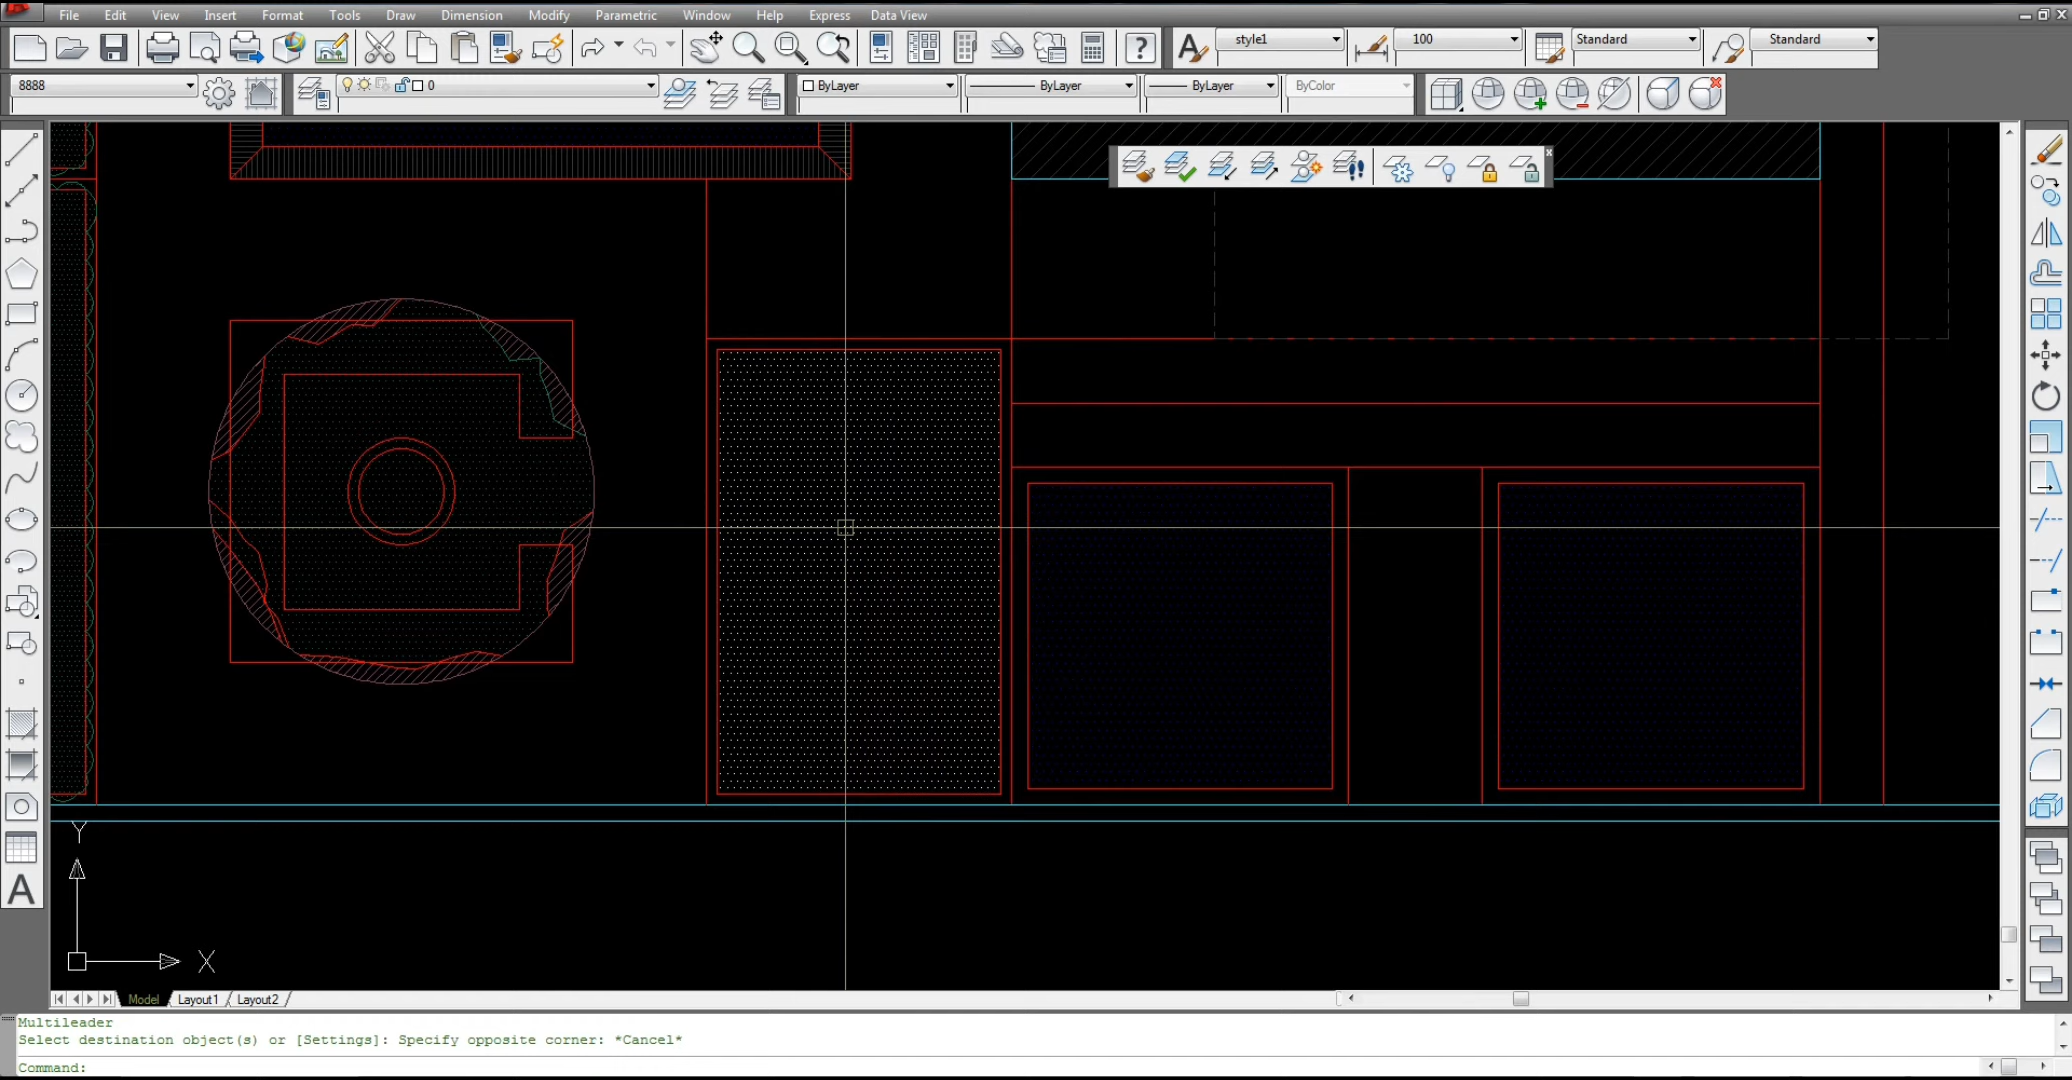 File Edit View Insert Format Tools Draw Dimension Modify Parametric Window Help Express Data View
style1 100 Standard Standard
8888 0 ByLayer ByLayer ByLayer ByColor
Y
X
A
Model Layout1 Layout2
Multileader
Select destination object(s) or [Settings]: Specify opposite corner: *Cancel*
Command: